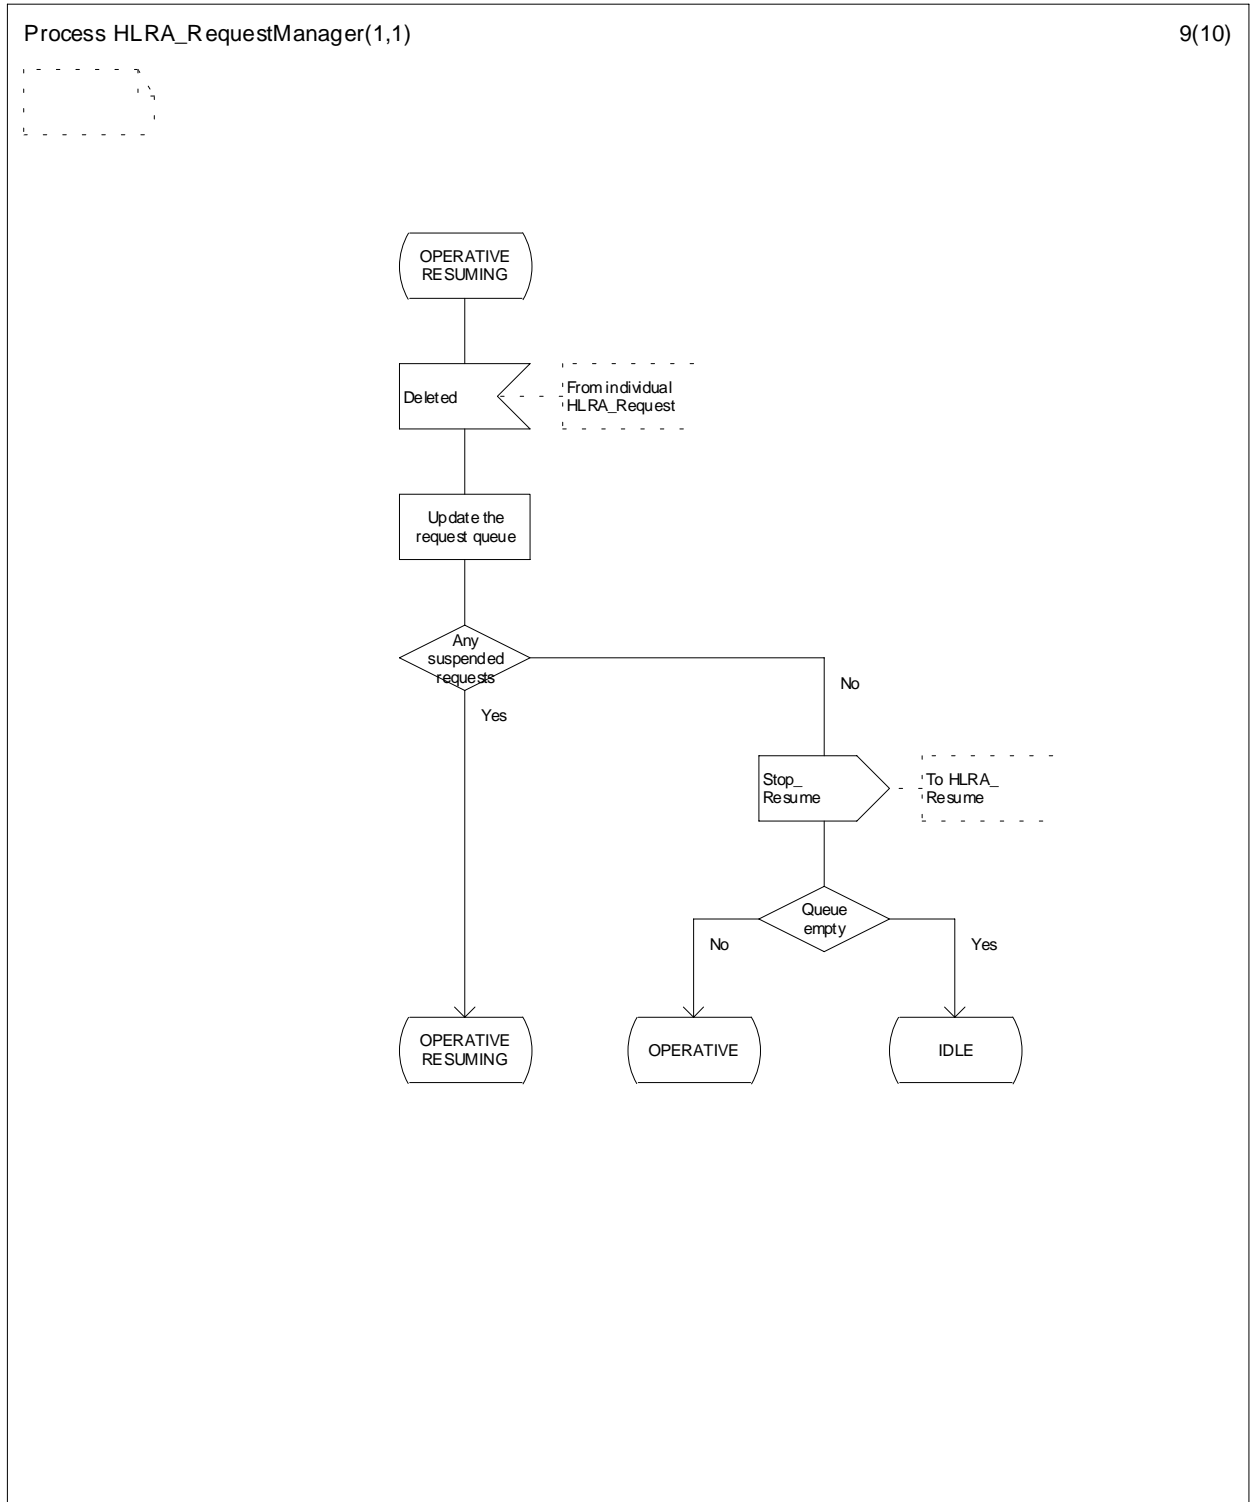 Process HLRA_RequestManager(1,1)
9(10)
OPERATIVE
RESUMING
Deleted
From individual
HLRA_Request
Update the
request queue
Any
suspended
requests
No
Yes
Stop_
Resume
To HLRA_
Resume
Queue
empty
No
Yes
OPERATIVE
RESUMING
OPERATIVE
IDLE